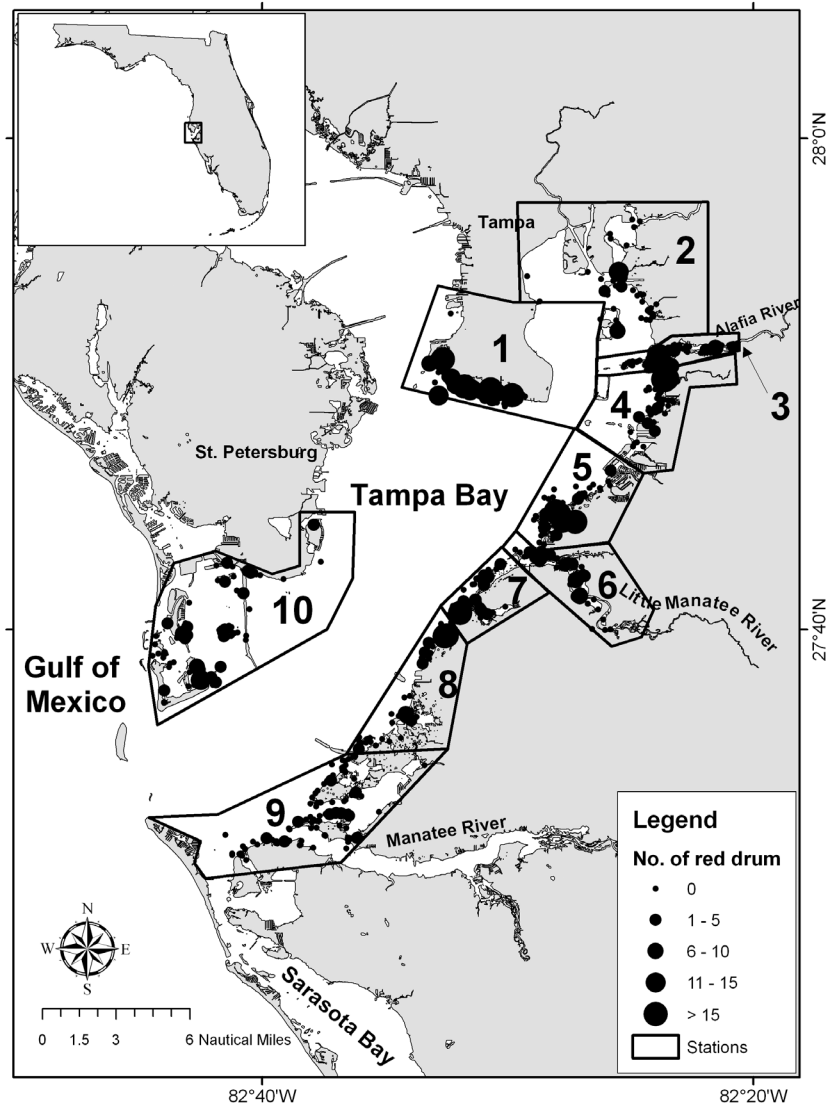 28°0'N
Tampa
2
Alafia River
1
3
4
St. Petersburg
5
Tampa Bay
6
7
Little Manatee River
10
27°40'N
Gulf of
Mexico
8
9
Manatee River
Legend
No. of red drum
0
1 - 5
6 - 10
11 - 15
> 15
Stations
N
W
E
S
Sarasota Bay
0 1.5 3 6 Nautical Miles
82°40'W
82°20'W